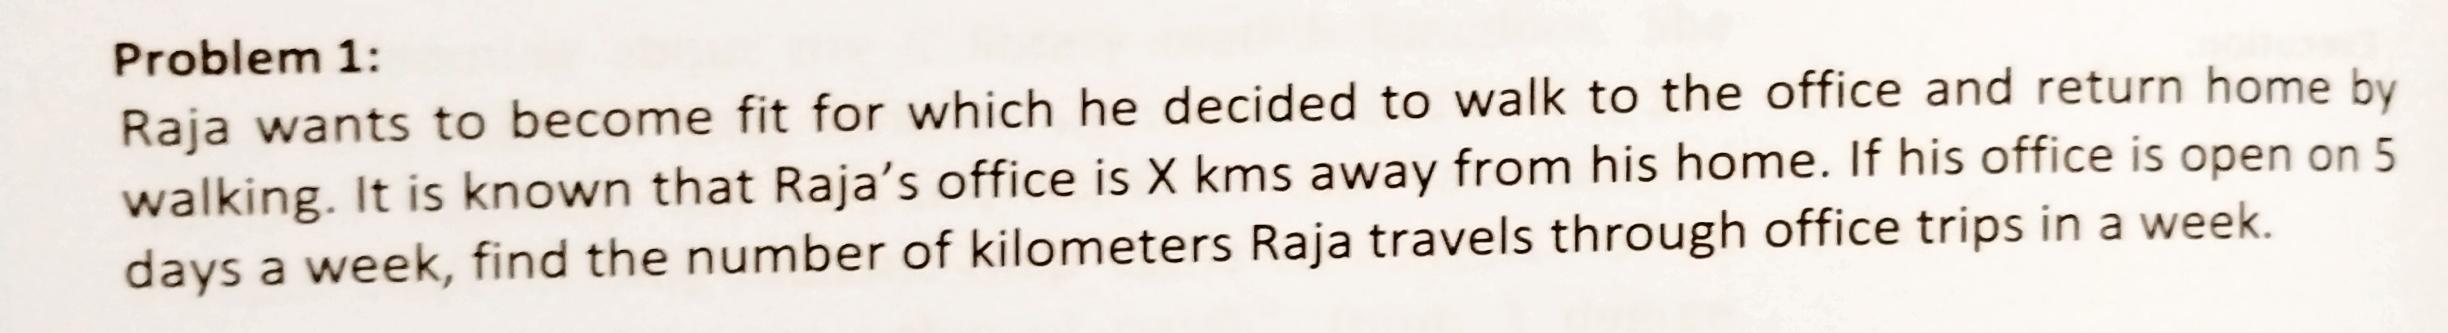 Problem 1:
Raja wants to become fit for which he decided to walk to the office and return home by
walking. It is known that Raja's office is X kms away from his home. If his office is open on 5
days a week, find the number of kilometers Raja travels through office trips in a week.